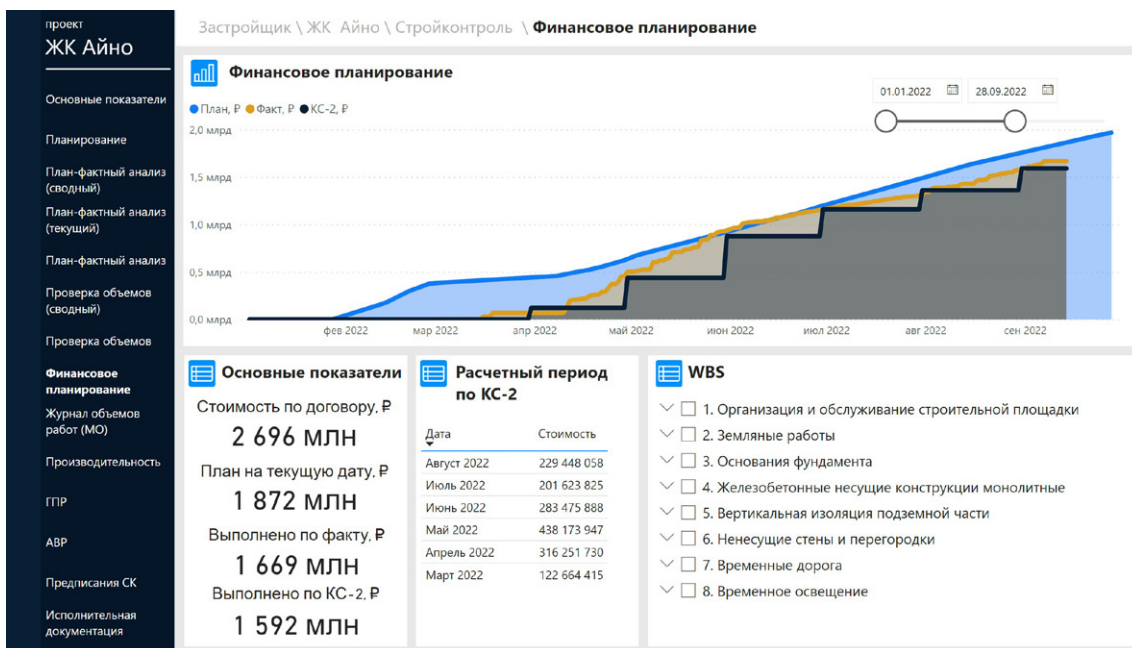 проект
ЖК Айно
Основные показатели
Планирование
План-фактный анализ
(сводный)
План-фактный анализ
(текущий)
План-фактный анализ
Проверка объемов
(сводный)
Проверка объемов
Финансовое
планирование
Журнал объемов
работ (МО)
Производительность
ГПР
АВР
Предписания СК
Исполнительная
документация
Застройщик \ ЖК Айно \ Стройконтроль \ Финансовое планирование
Финансовое планирование
План, ₽ Факт, ₽ КС-2, ₽
01.01.2022 28.09.2022
2,0 млрд
1,5 млрд
1,0 млрд
0,5 млрд
0,0 млрд
фев 2022 мар 2022 апр 2022 май 2022 июн 2022 июл 2022 авг 2022 сен 2022
Основные показатели
Стоимость по договору, ₽
2 696 млн
План на текущую дату, ₽
1 872 млн
Выполнено по факту, ₽
1 669 млн
Выполнено по КС-2, ₽
1 592 млн
Расчетный период
по КС-2
Дата Стоимость
Август 2022 229 448 058
Июль 2022 201 623 825
Июнь 2022 283 475 888
Май 2022 438 173 947
Апрель 2022 316 251 730
Март 2022 122 664 415
WBS
1. Организация и обслуживание строительной площадки
2. Земляные работы
3. Основания фундамента
4. Железобетонные несущие конструкции монолитные
5. Вертикальная изоляция подземной части
6. Ненесущие стены и перегородки
7. Временные дорога
8. Временное освещение